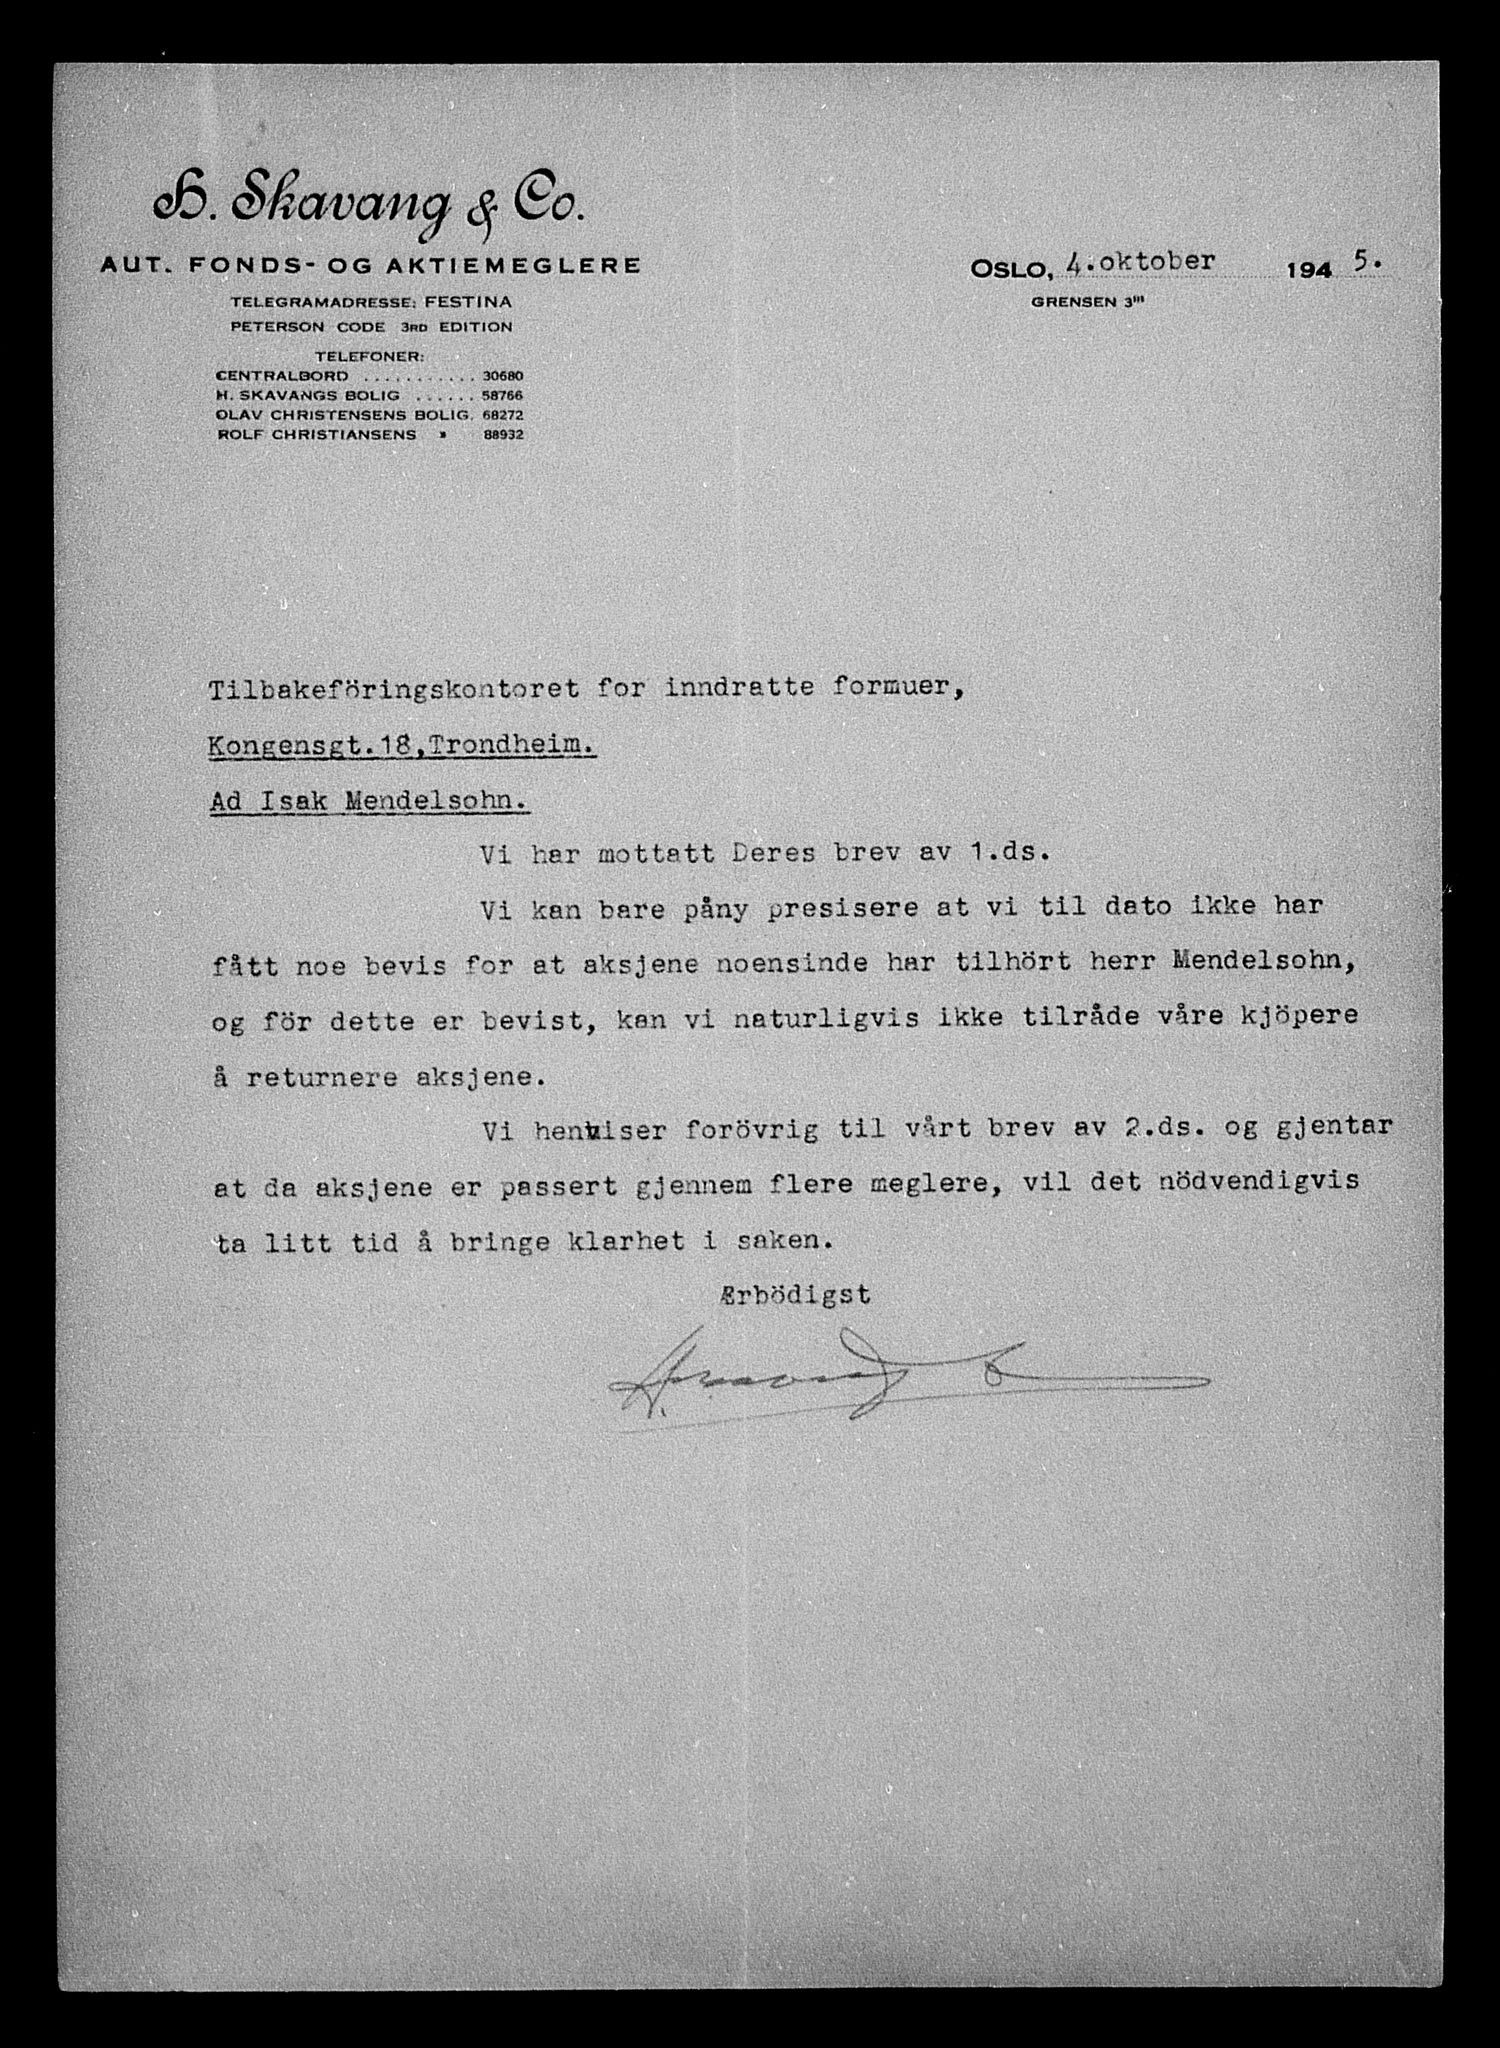 H. Skavang & Co.
AUT. FONDS- OG AKTIEMEGLERE
TELEGRAMADRESSE: FESTINA
PETERSON CODE 3RD EDITION
TELEFONER:
CENTRALBORD ........... 30680
H. SKAVANGS BOLIG ...... 58766
OLAV CHRISTENSENS BOLIG. 68272
ROLF CHRISTIANSENS » 88932
OSLO, 4.oktober 1945.
GRENSEN 3III
Tilbakeföringskontoret for inndratte formuer,
Kongensgt.18,Trondheim.
Ad Isak Mendelsohn.
Vi har mottatt Deres brev av 1.ds.
Vi kan bare påny presisere at vi til dato ikke har
fått noe bevis for at aksjene noensinde har tilhört herr Mendelsohn,
og för dette er bevist, kan vi naturligvis ikke tilråde våre kjöpere
å returnere aksjene.
Vi henviser forövrig til vårt brev av 2.ds. og gjentar
at da aksjene er passert gjennem flere meglere, vil det nödvendigvis
ta litt tid å bringe klarhet i saken.
Ærbödigst
H. Skavang & Co